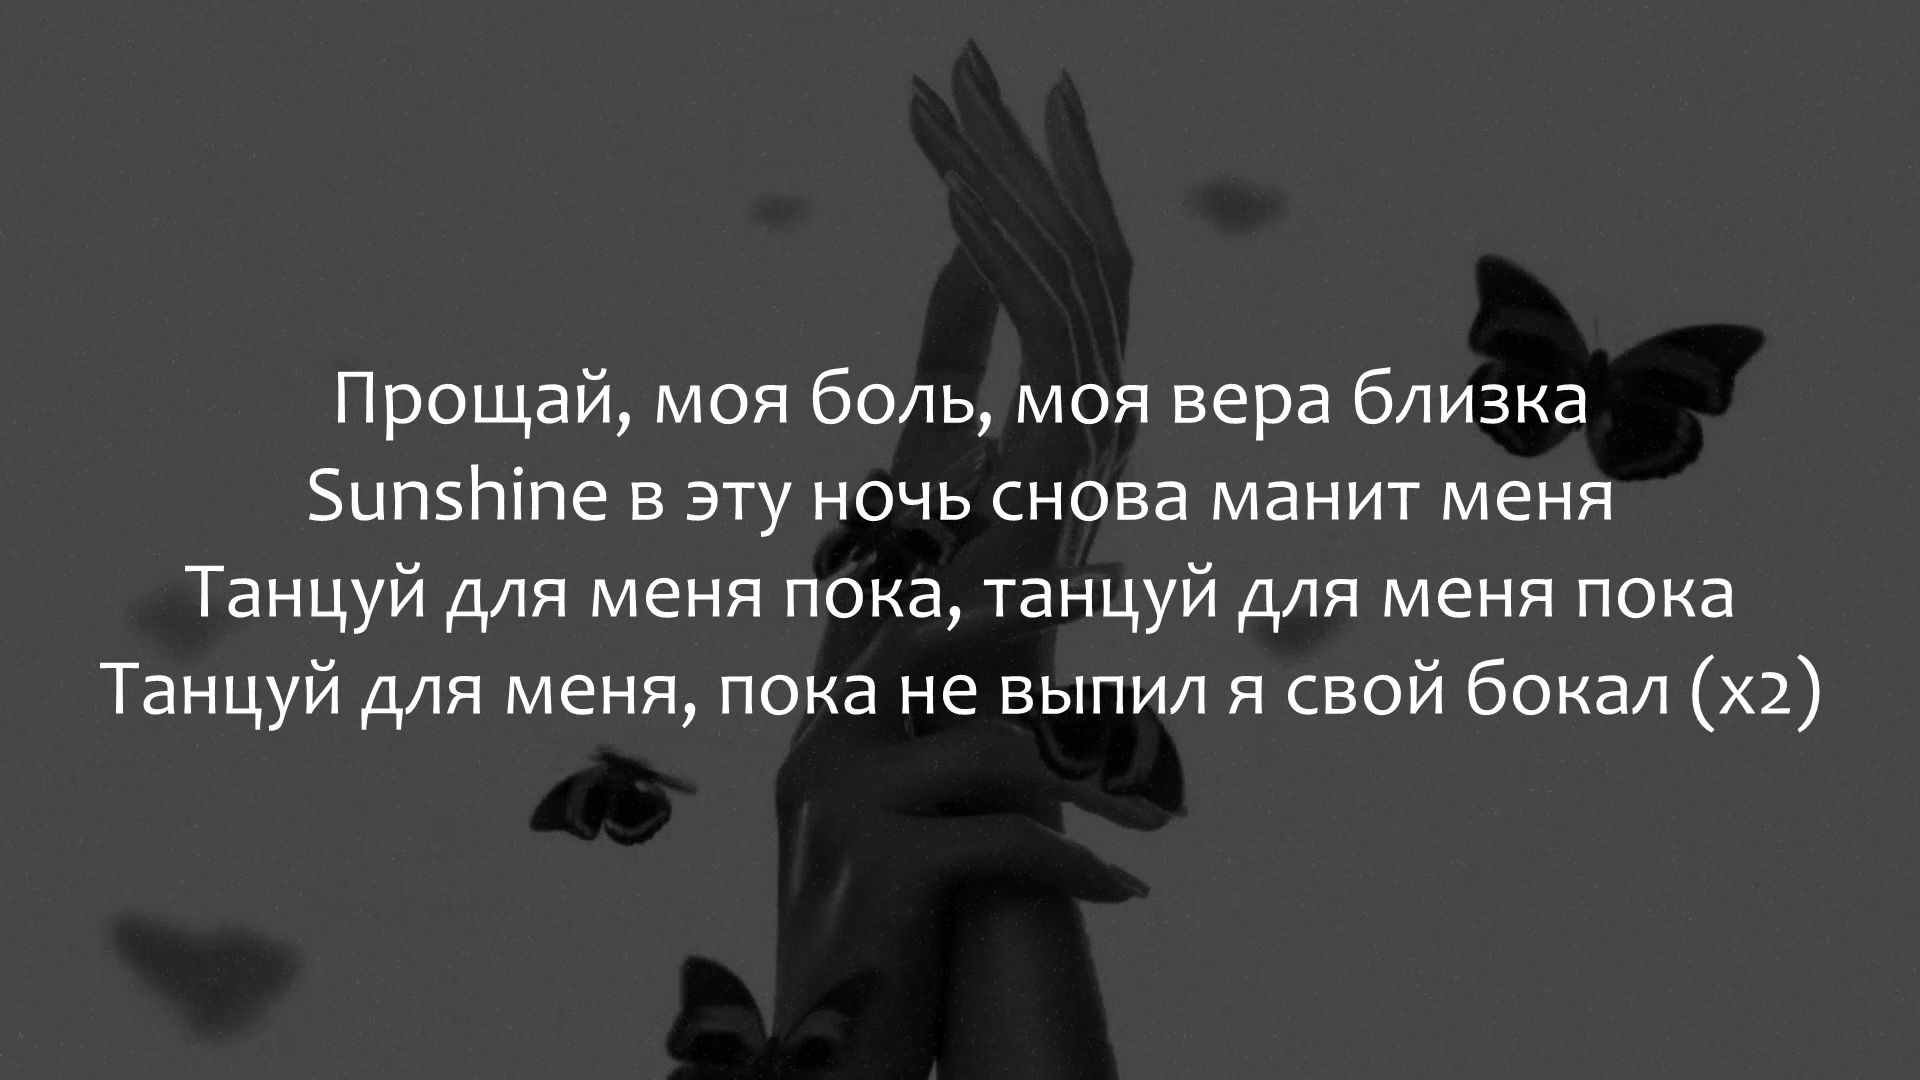 Прощай, моя боль, моя вера близка
Sunshine в эту ночь снова манит меня
Танцуй для меня пока, танцуй для меня пока
Танцуй для меня, пока не выпил я свой бокал (x2)